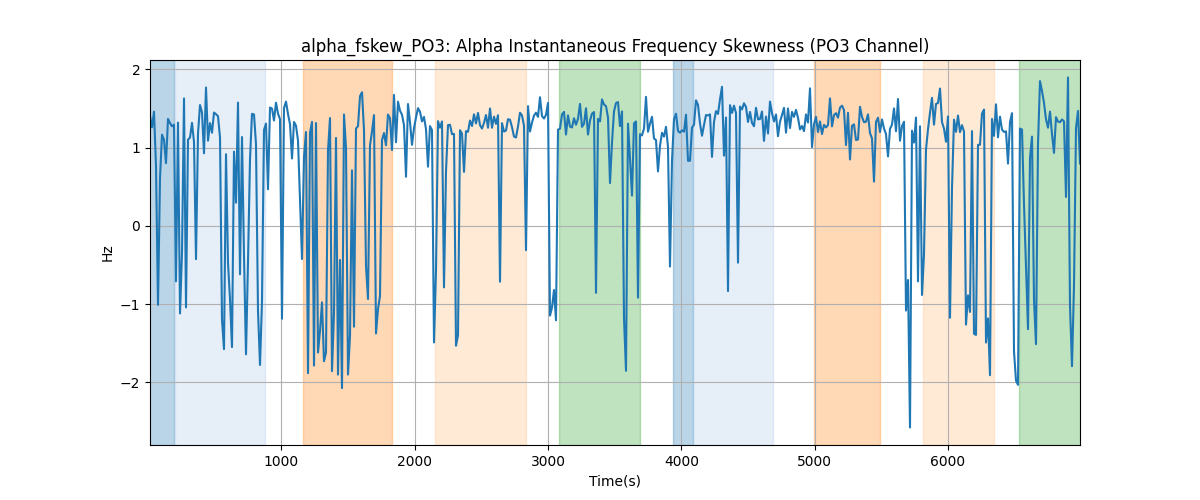 alpha_fskew_PO3: Alpha Instantaneous Frequency Skewness (PO3 Channel)
2
1
0
−1
−2
Hz
1000 2000 3000 4000 5000 6000
Time(s)